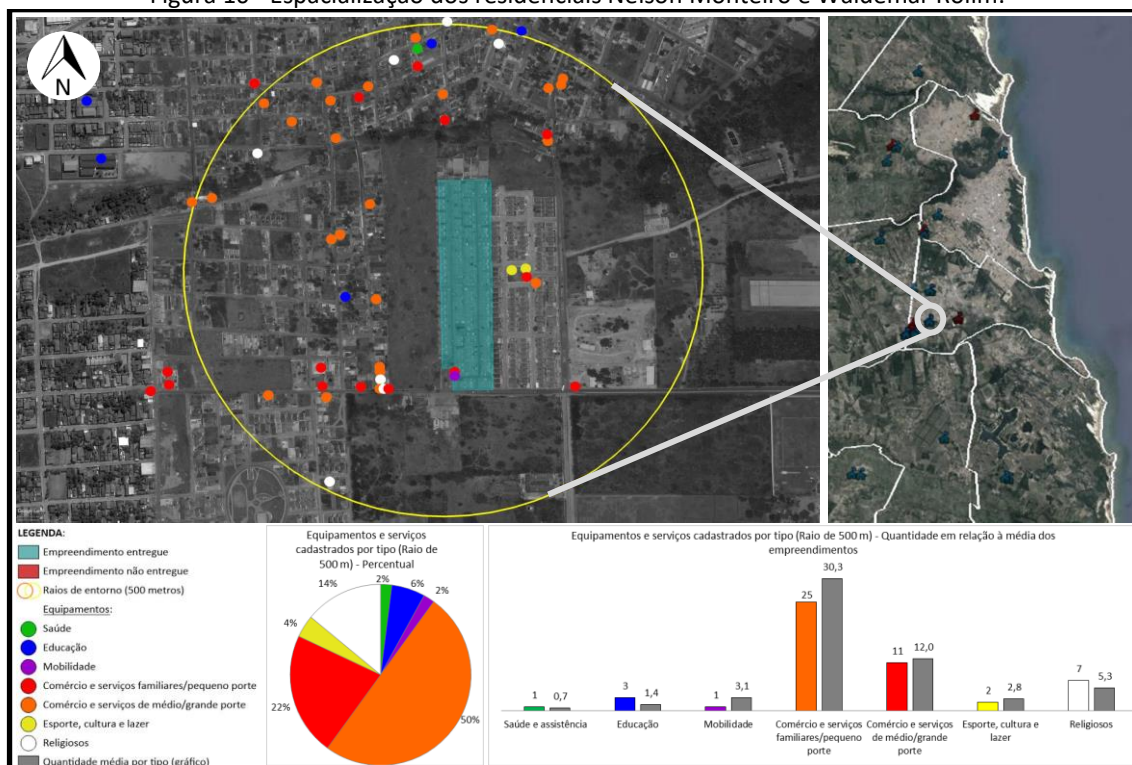 Figura 10 - Espacialização dos residenciais Nelson Monteiro e Waldemar Rolim.
N
LEGENDA:
Empreendimento entregue
Empreendimento não entregue
Raios de entorno (500 metros)
Equipamentos:
Saúde
Educação
Mobilidade
Comércio e serviços familiares/pequeno porte
Comércio e serviços de médio/grande porte
Esporte, cultura e lazer
Religiosos
Quantidade média por tipo (gráfico)
Equipamentos e serviços
cadastrados por tipo (Raio de
500 m) - Percentual
2%
6%
2%
50%
22%
4%
14%
Equipamentos e serviços cadastrados por tipo (Raio de 500 m) - Quantidade em relação à média dos
empreendimentos
1
0,7
3
1,4
1
3,1
25
30,3
11
12,0
2
2,8
7
5,3
Saúde e assistência
Educação
Mobilidade
Comércio e serviços
familiares/pequeno
porte
Comércio e serviços
de médio/grande
porte
Esporte, cultura e
lazer
Religiosos